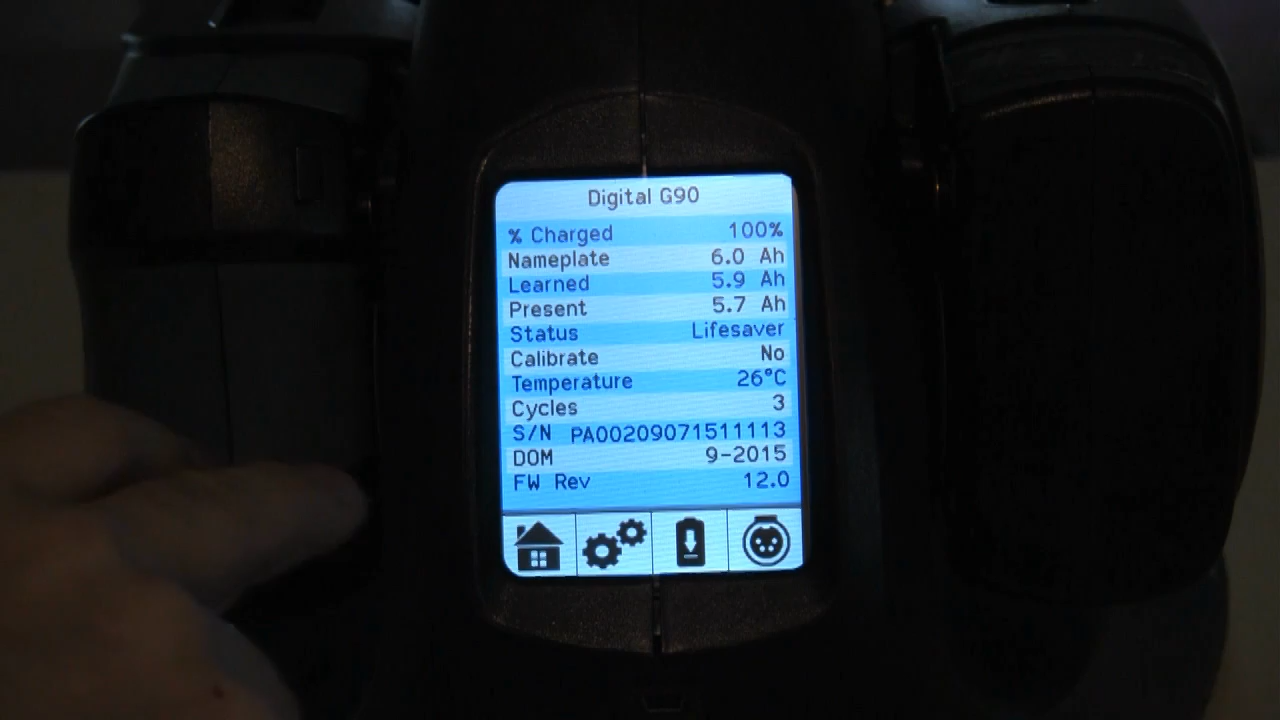 Digital G90
% Charged 100%
Nameplate 6.0 Ah
Learned 5.9 Ah
Present 5.7 Ah
Status Lifesaver
Calibrate No
Temperature 26°C
Cycles 3
S/N PA00209071511113
DOM 9-2015
FW Rev 12.0